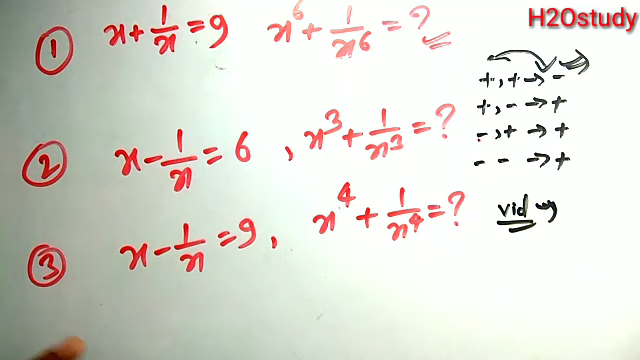 H2Ostudy
① x + 1/x = 9 x⁶ + 1/x⁶ = ?
② x - 1/x = 6 , x³ + 1/x³ = ?
③ x - 1/x = 9 , x⁴ + 1/x⁴ = ?
+ , + → -
+ , - → +
- , + → +
- - → +
vid →